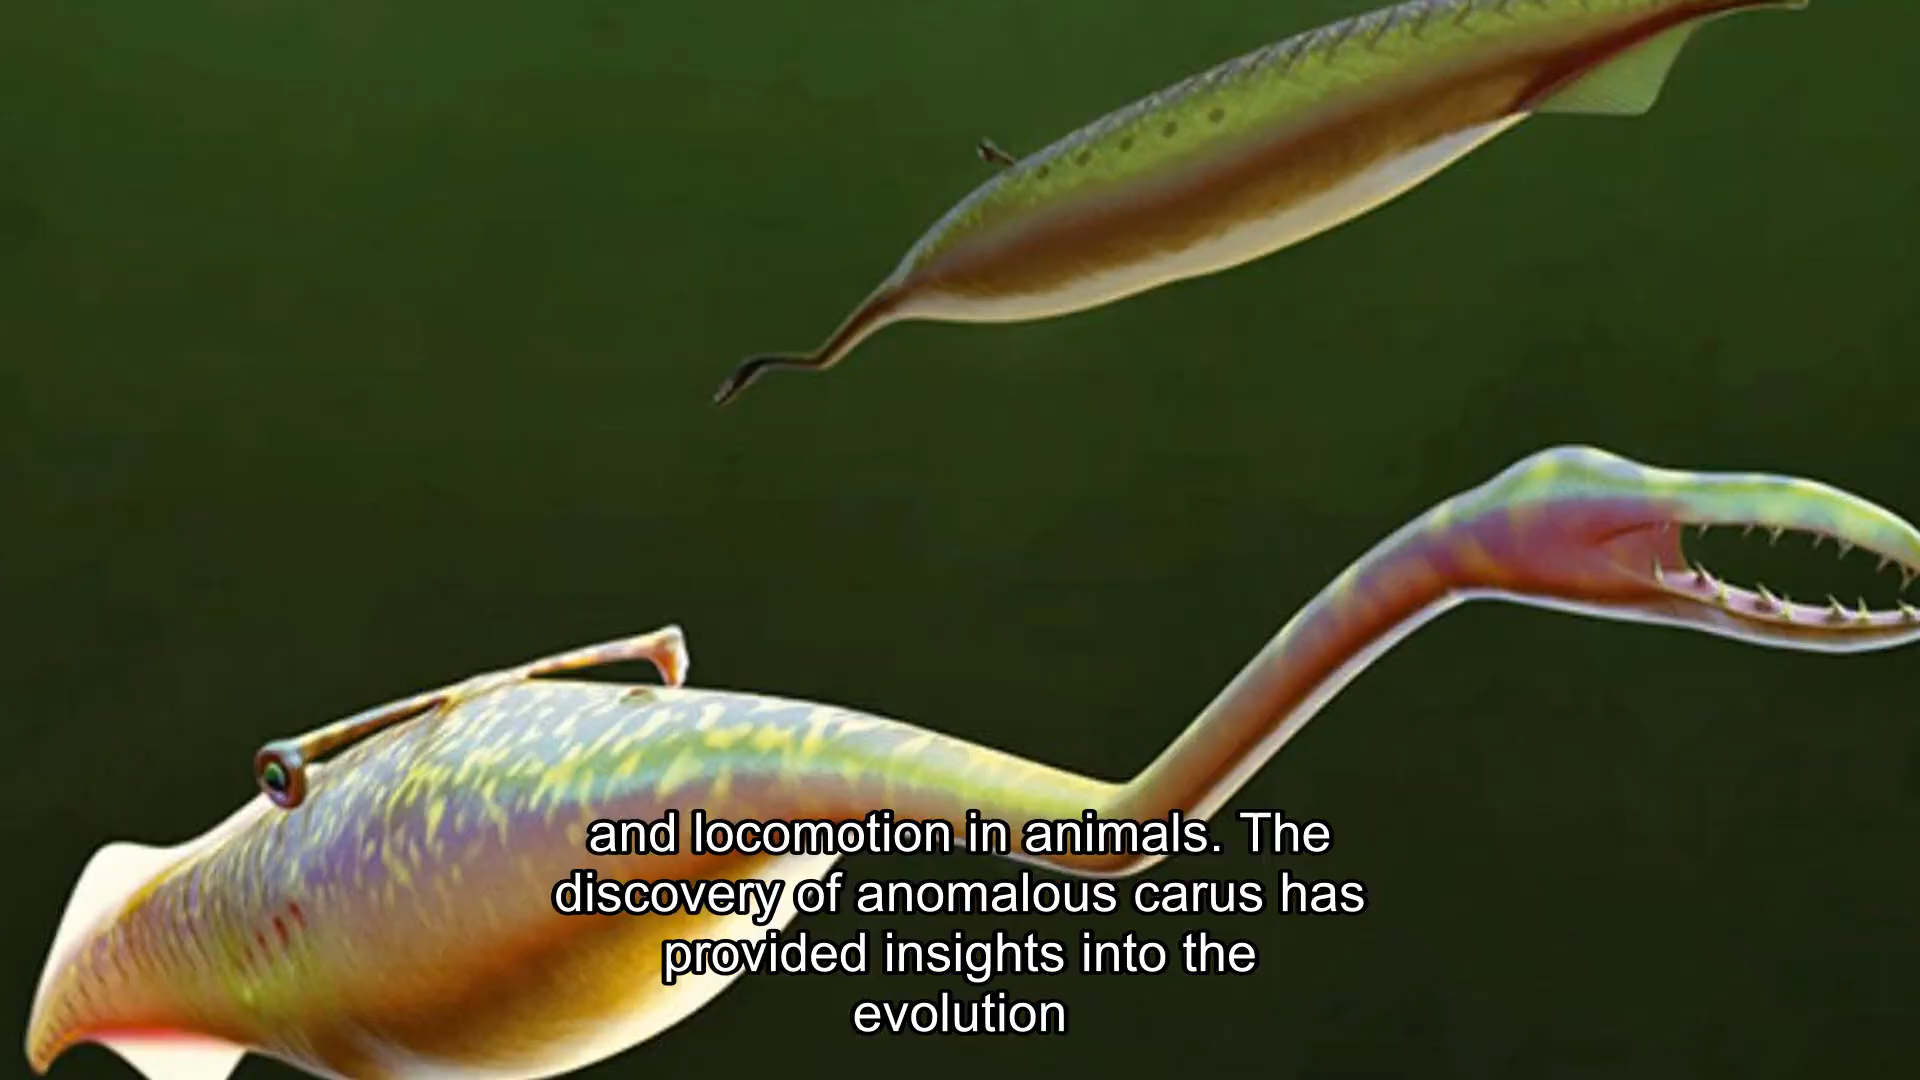 and locomotion in animals. The
discovery of anomalous carus has
provided insights into the
evolution